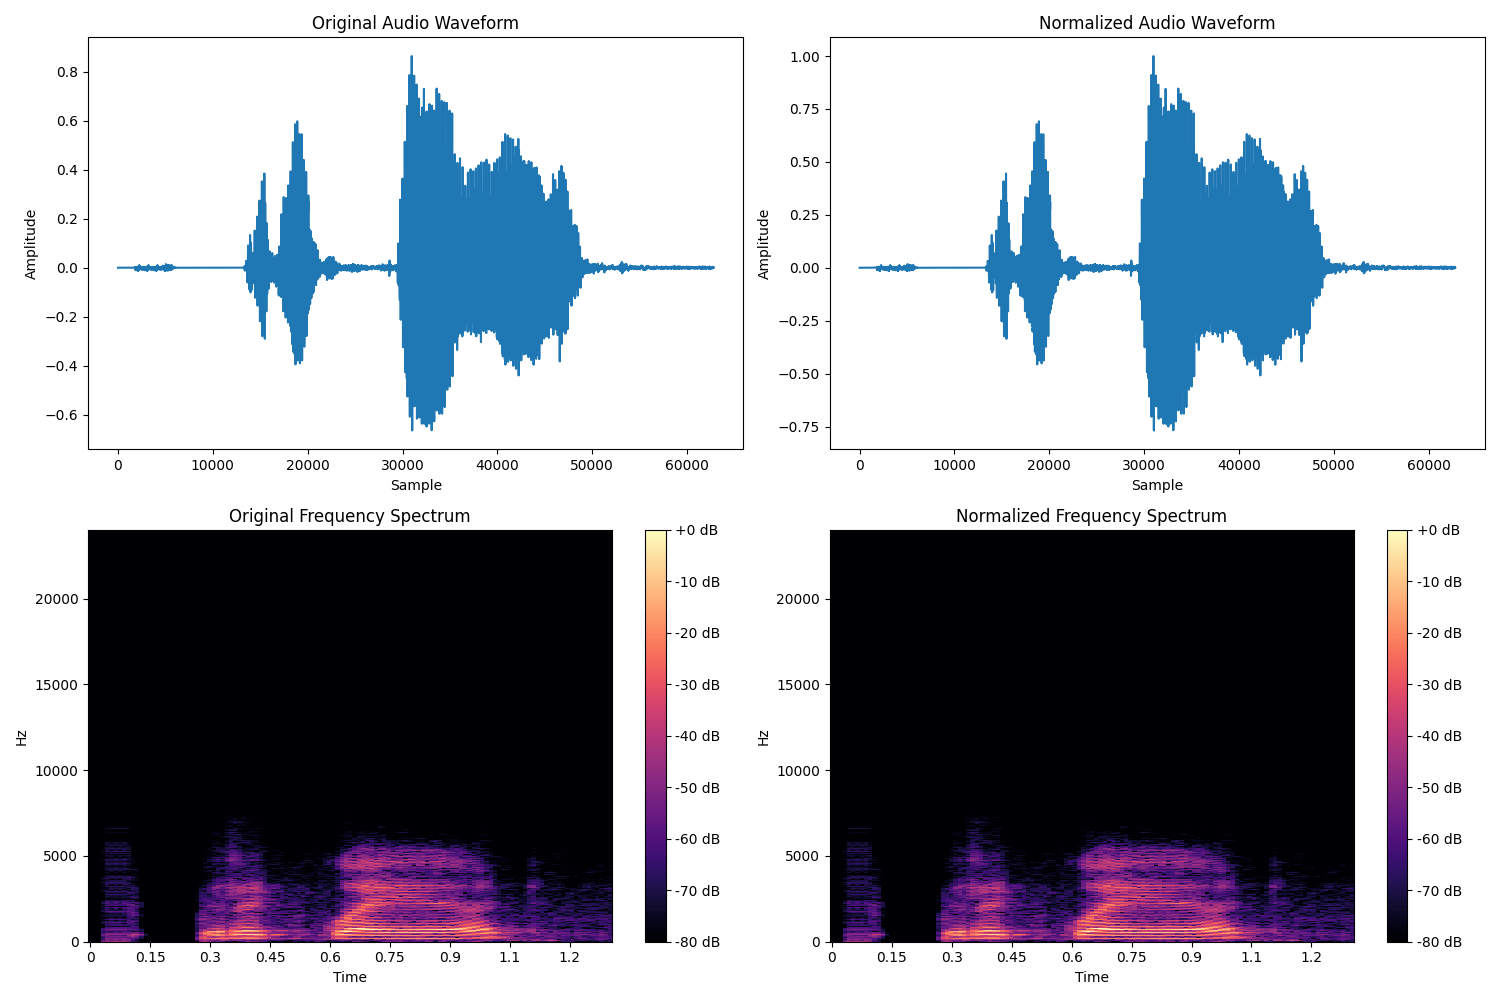 Original Audio Waveform
Amplitude
0.8
0.6
0.4
0.2
0.0
−0.2
−0.4
−0.6
0 10000 20000 30000 40000 50000 60000
Sample
Normalized Audio Waveform
Amplitude
1.00
0.75
0.50
0.25
0.00
−0.25
−0.50
−0.75
0 10000 20000 30000 40000 50000 60000
Sample
Original Frequency Spectrum
Hz
20000
15000
10000
5000
0
0 0.15 0.3 0.45 0.6 0.75 0.9 1.1 1.2
Time
+0 dB
-10 dB
-20 dB
-30 dB
-40 dB
-50 dB
-60 dB
-70 dB
-80 dB
Normalized Frequency Spectrum
Hz
20000
15000
10000
5000
0
0 0.15 0.3 0.45 0.6 0.75 0.9 1.1 1.2
Time
+0 dB
-10 dB
-20 dB
-30 dB
-40 dB
-50 dB
-60 dB
-70 dB
-80 dB